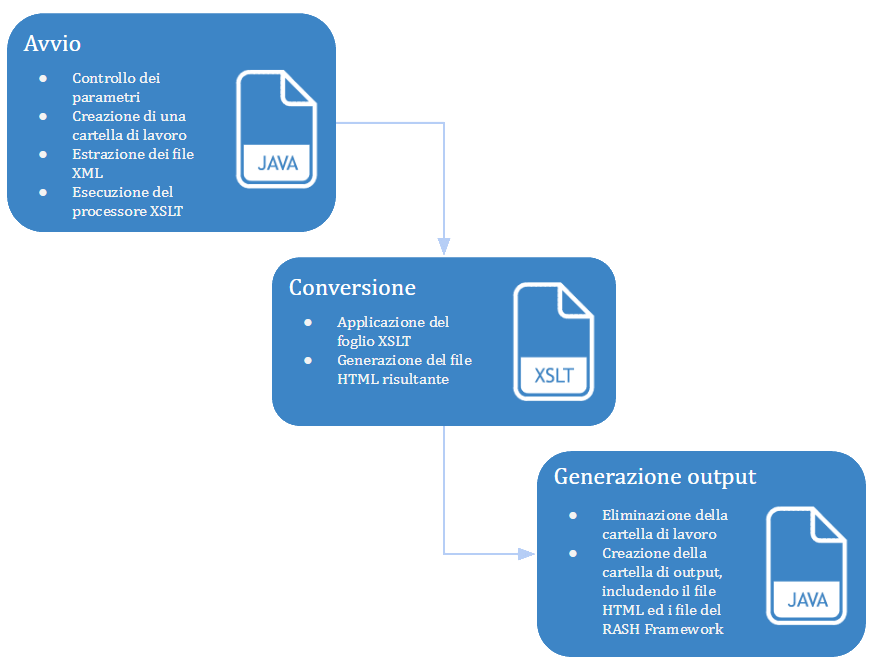 Avvio
● Controllo dei
parametri
● Creazione di una
cartella di lavoro
● Estrazione dei file
XML
● Esecuzione del
processore XSLT
JAVA
Conversione
● Applicazione del
foglio XSLT
● Generazione del file
HTML risultante
XSLT
Generazione output
● Eliminazione della
cartella di lavoro
● Creazione della
cartella di output,
includendo il file
HTML ed i file del
RASH Framework
JAVA